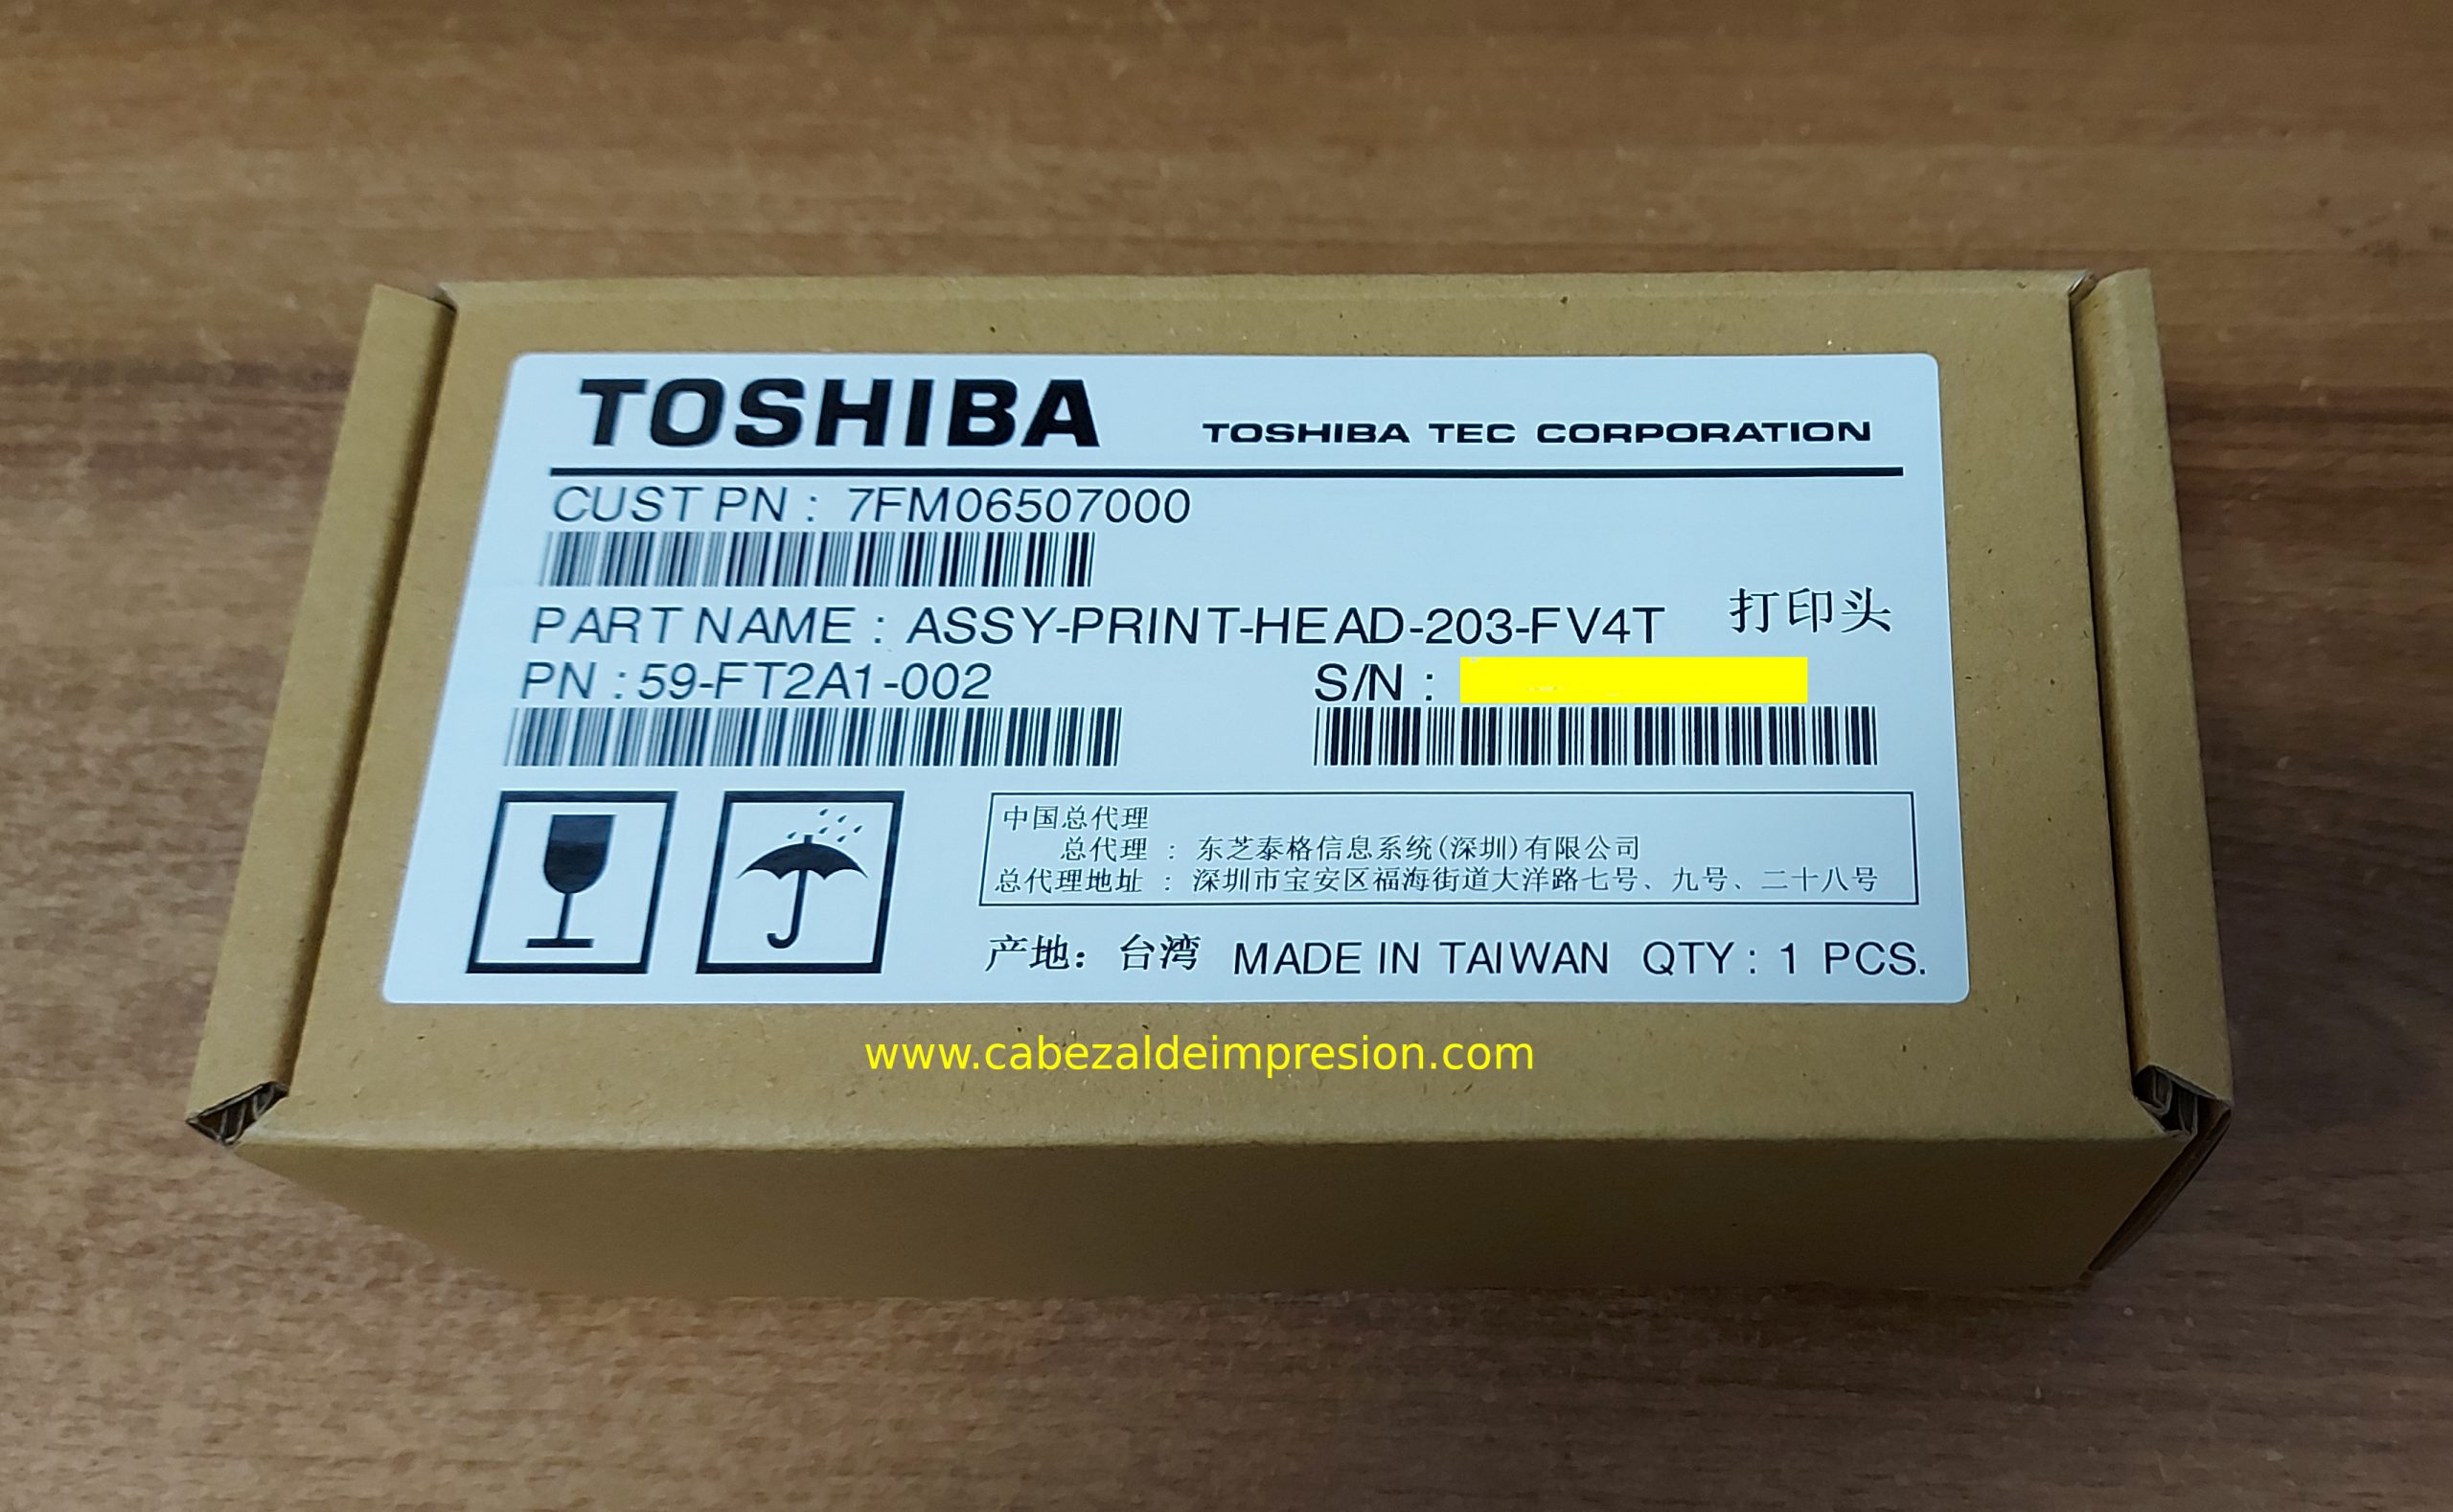 TOSHIBA TOSHIBA TEC CORPORATION
CUST PN : 7FM06507000
PART NAME : ASSY-PRINT-HEAD-203-FV4T 打印头
PN : 59-FT2A1-002 S/N :
中国总代理
总代理 : 东芝泰格信息系统(深圳)有限公司
总代理地址 : 深圳市宝安区福海街道大洋路七号、九号、二十八号
产地: 台湾 MADE IN TAIWAN QTY : 1 PCS.
www.cabezaldeimpresion.com